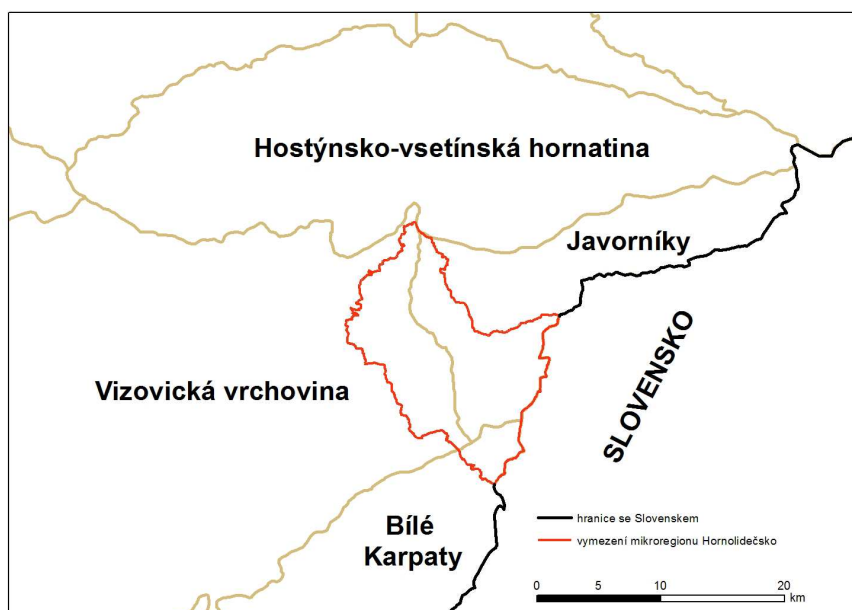 Hostýnsko-vsetínská hornatina
Javorníky
SLOVENSKO
Vizovická vrchovina
Bílé
Karpaty
hranice se Slovenskem
vymezení mikroregionu Hornolidečsko
0 5 10 20
km